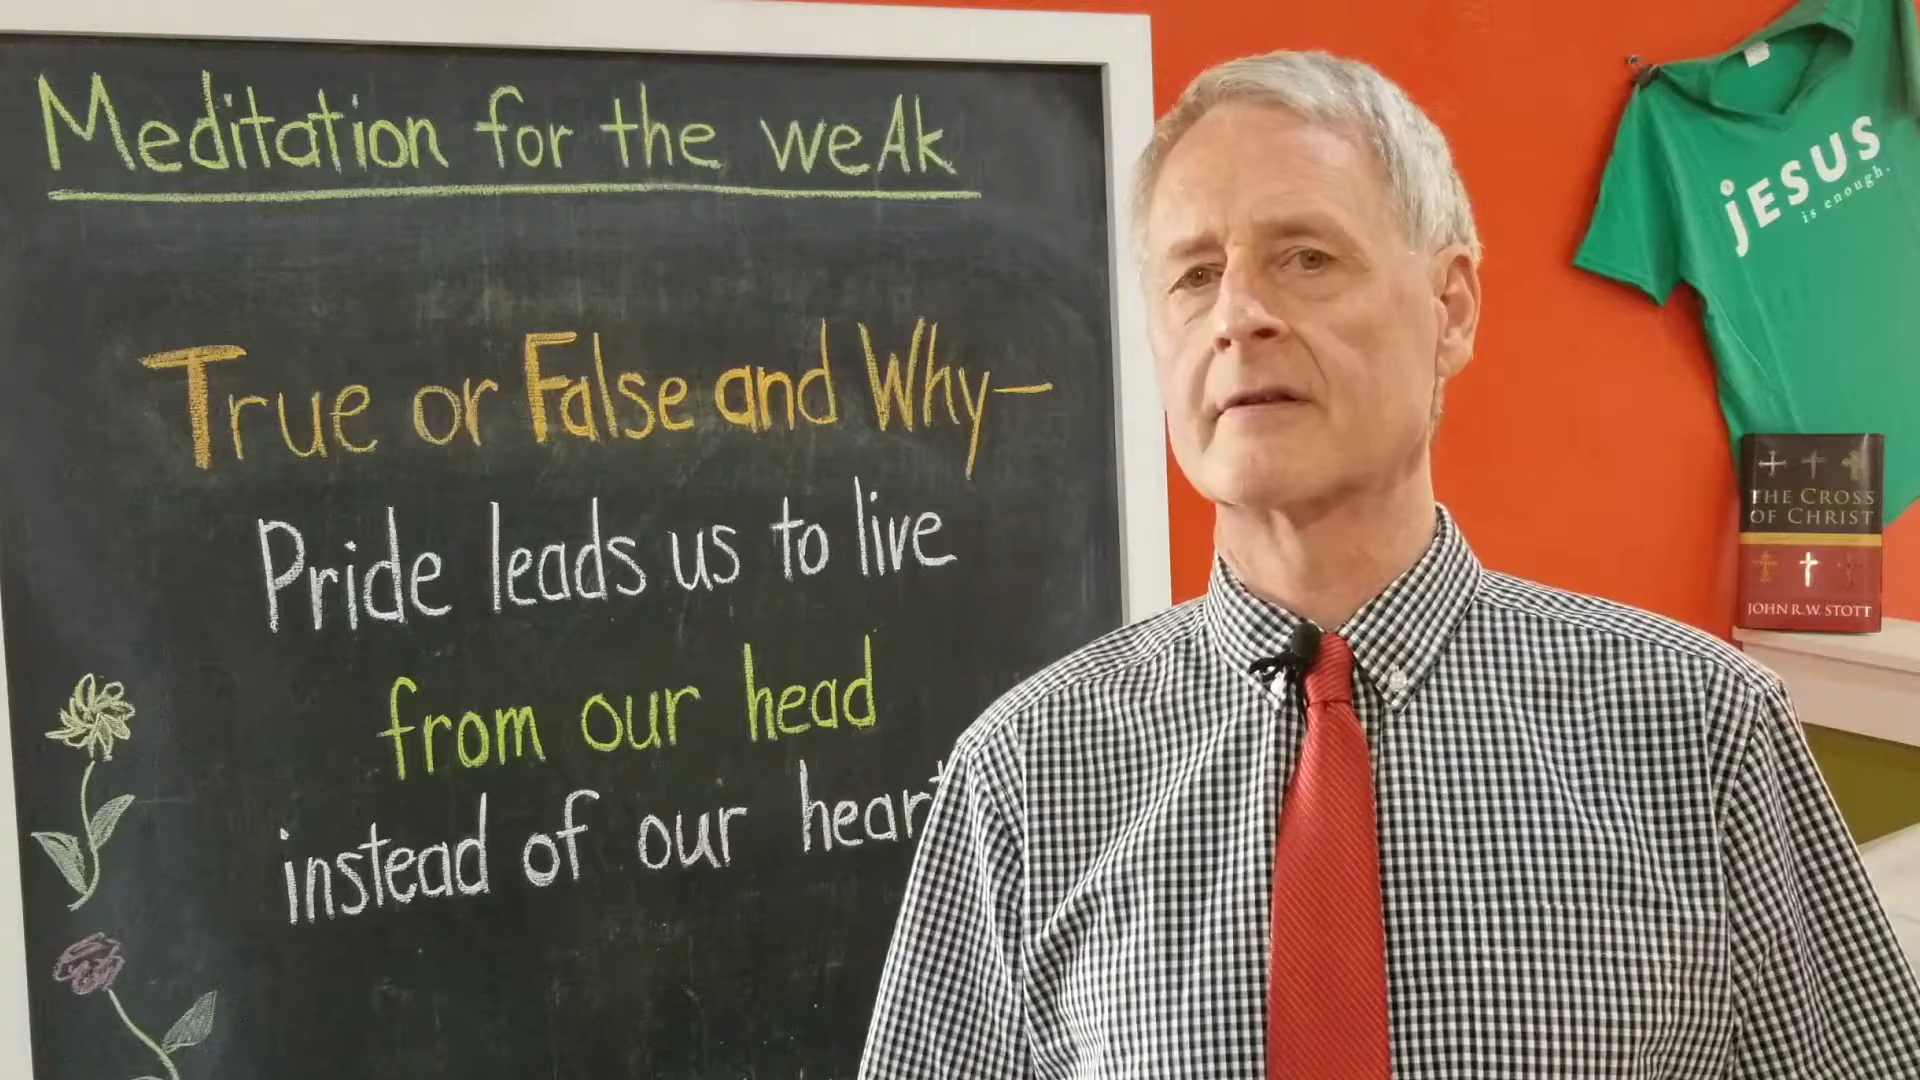 Meditation for the weAk
True or False and Why—
Pride leads us to live
from our head
instead of our heart
jESUS
is enough.
THE CROSS
OF CHRIST
JOHN R.W. STOTT